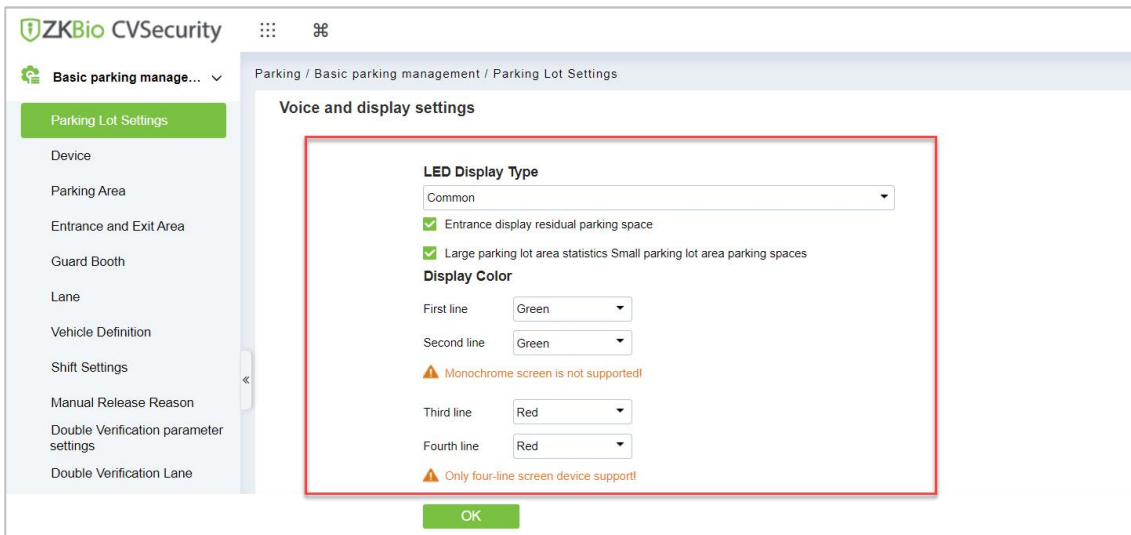 ZKBio CVSecurity
Basic parking manage...
Parking / Basic parking management / Parking Lot Settings
Parking Lot Settings
Device
Parking Area
Entrance and Exit Area
Guard Booth
Lane
Vehicle Definition
Shift Settings
Manual Release Reason
Double Verification parameter
settings
Double Verification Lane
Voice and display settings
LED Display Type
Common
Entrance display residual parking space
Large parking lot area statistics Small parking lot area parking spaces
Display Color
First line Green
Second line Green
Monochrome screen is not supported!
Third line Red
Fourth line Red
Only four-line screen device support!
OK